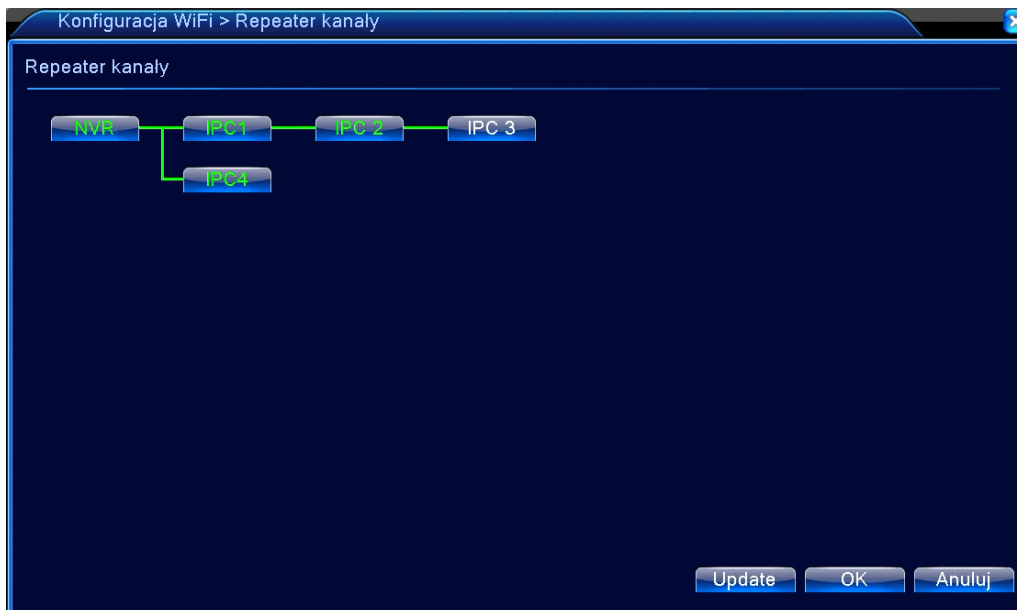 Konfiguracja WiFi > Repeater kanały
Repeater kanały
NVR IPC1 IPC 2 IPC 3
IPC4
Update OK Anuluj